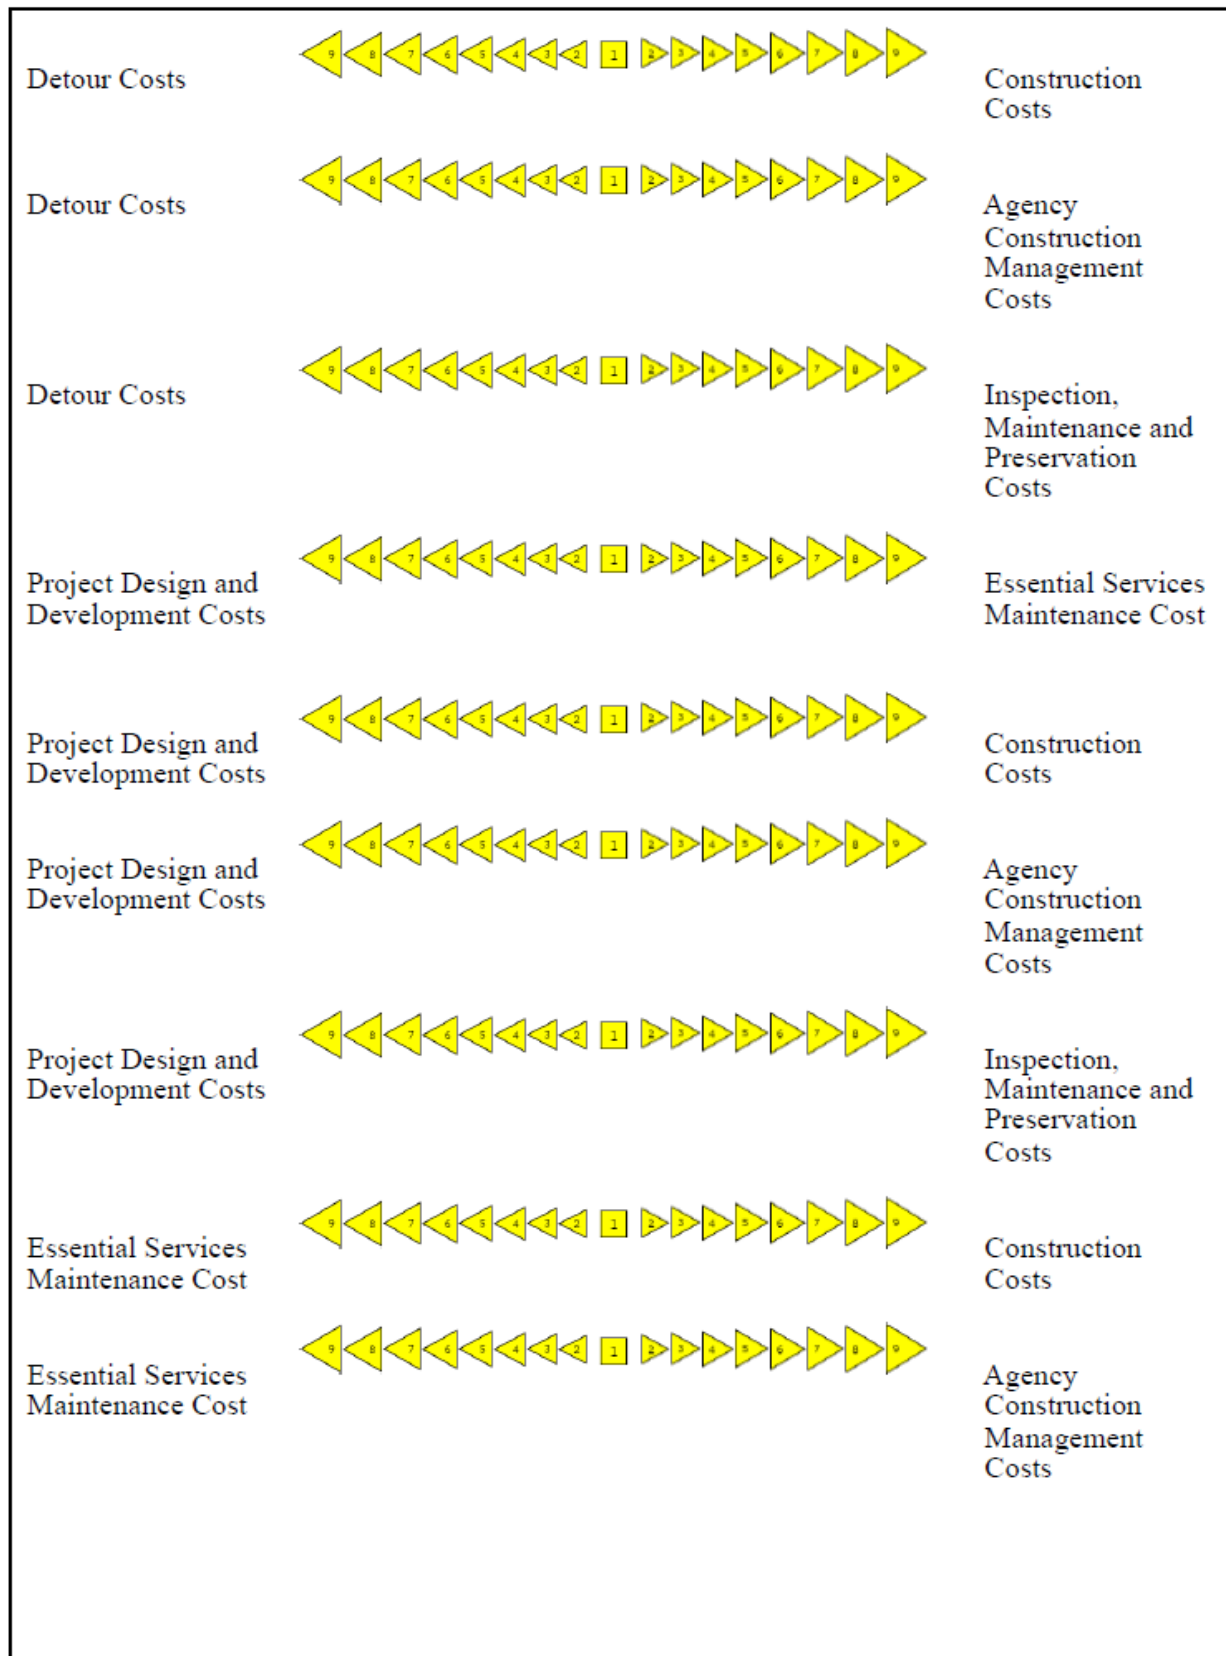 9 8 7 6 5 4 3 2 1 2 3 4 5 6 7 8 9
Detour Costs Construction
Costs
9 8 7 6 5 4 3 2 1 2 3 4 5 6 7 8 9
Detour Costs Agency
Construction
Management
Costs
9 8 7 6 5 4 3 2 1 2 3 4 5 6 7 8 9
Detour Costs Inspection,
Maintenance and
Preservation
Costs
9 8 7 6 5 4 3 2 1 2 3 4 5 6 7 8 9
Project Design and Essential Services
Development Costs Maintenance Cost
9 8 7 6 5 4 3 2 1 2 3 4 5 6 7 8 9
Project Design and Construction
Development Costs Costs
9 8 7 6 5 4 3 2 1 2 3 4 5 6 7 8 9
Project Design and Agency
Development Costs Construction
Management
Costs
9 8 7 6 5 4 3 2 1 2 3 4 5 6 7 8 9
Project Design and Inspection,
Development Costs Maintenance and
Preservation
Costs
9 8 7 6 5 4 3 2 1 2 3 4 5 6 7 8 9
Essential Services Construction
Maintenance Cost Costs
9 8 7 6 5 4 3 2 1 2 3 4 5 6 7 8 9
Essential Services Agency
Maintenance Cost Construction
Management
Costs